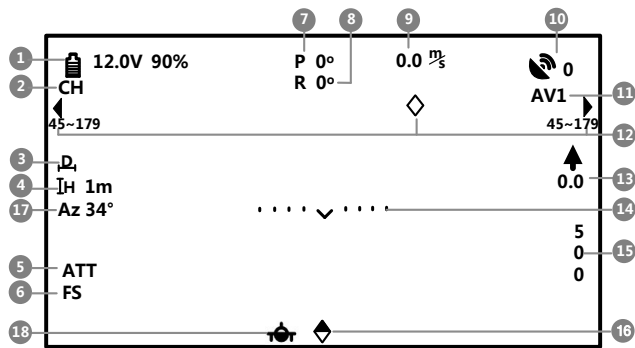 7 8 9 10
1 12.0V 90% P 0° 0.0 m/s 0
2 CH R 0° AV1 11
45~179 45~179 12
3 D
4 H 1m 0.0 13
17 Az 34° 14
5
0 15
5 ATT 0
6 FS
18 16